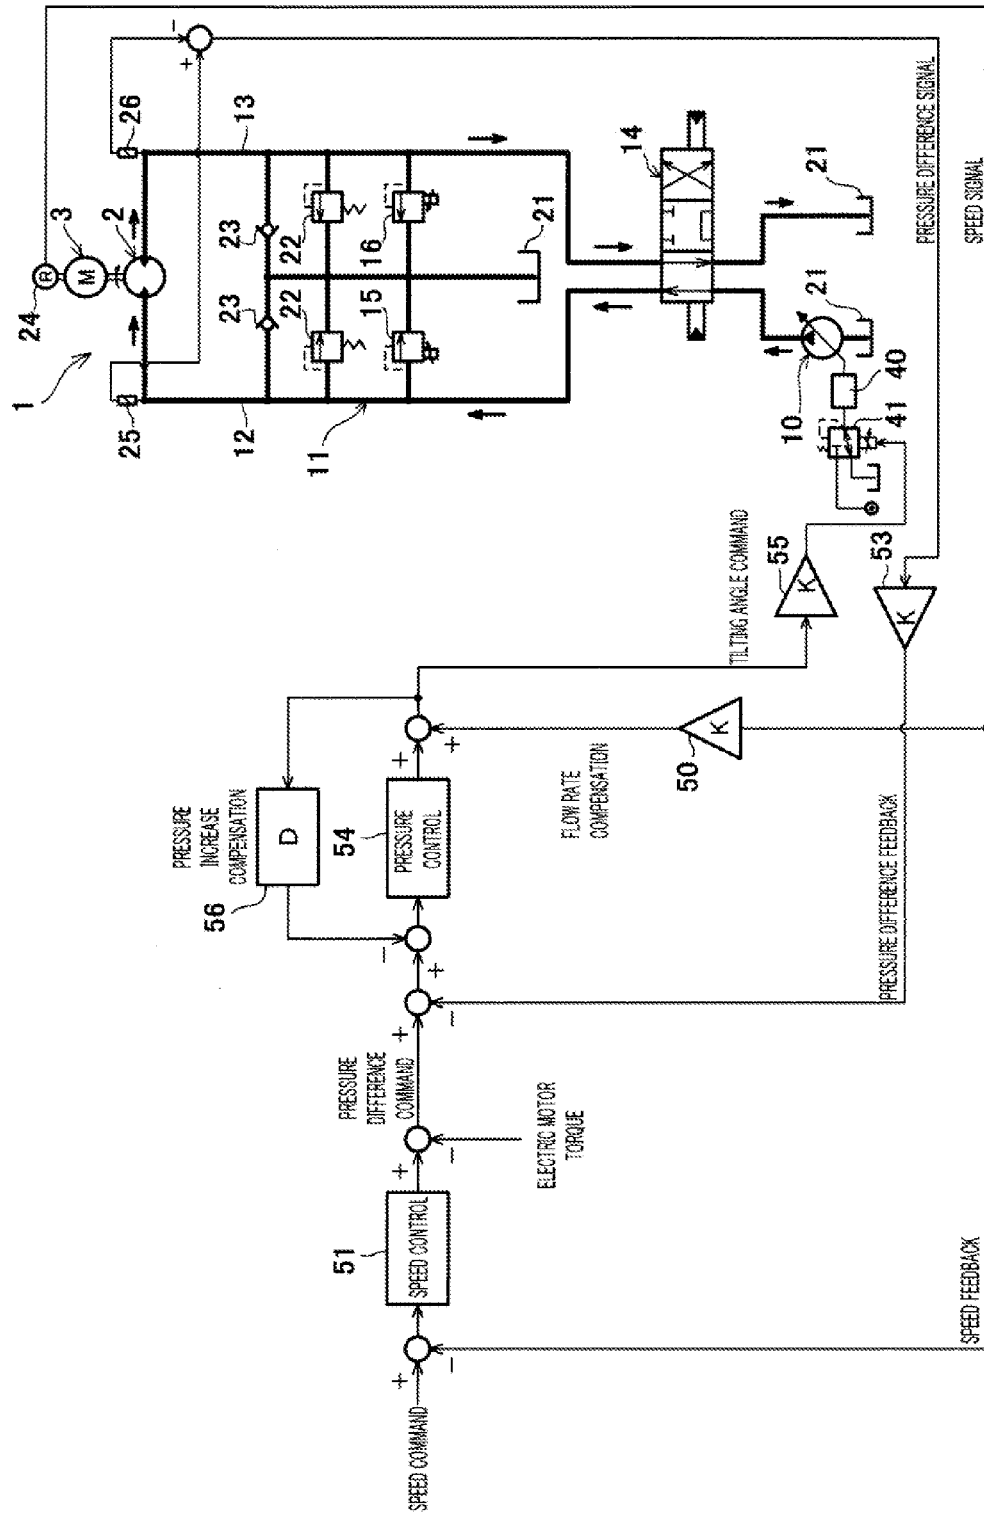 1
24
R
3
M
2
25
26
12
13
23
23
22
22
15
16
11
21
14
21
21
10
40
41
PRESSURE DIFFERENCE SIGNAL
SPEED SIGNAL
+
-
SPEED COMMAND
+
-
51
SPEED CONTROL
+
-
ELECTRIC MOTOR
TORQUE
PRESSURE
DIFFERENCE
COMMAND
+
-
+
-
54
PRESSURE
CONTROL
+
+
PRESSURE
INCREASE
COMPENSATION
56
D
FLOW RATE
COMPENSATION
50
K
TILTING ANGLE COMMAND
55
K
53
K
PRESSURE DIFFERENCE FEEDBACK
SPEED FEEDBACK